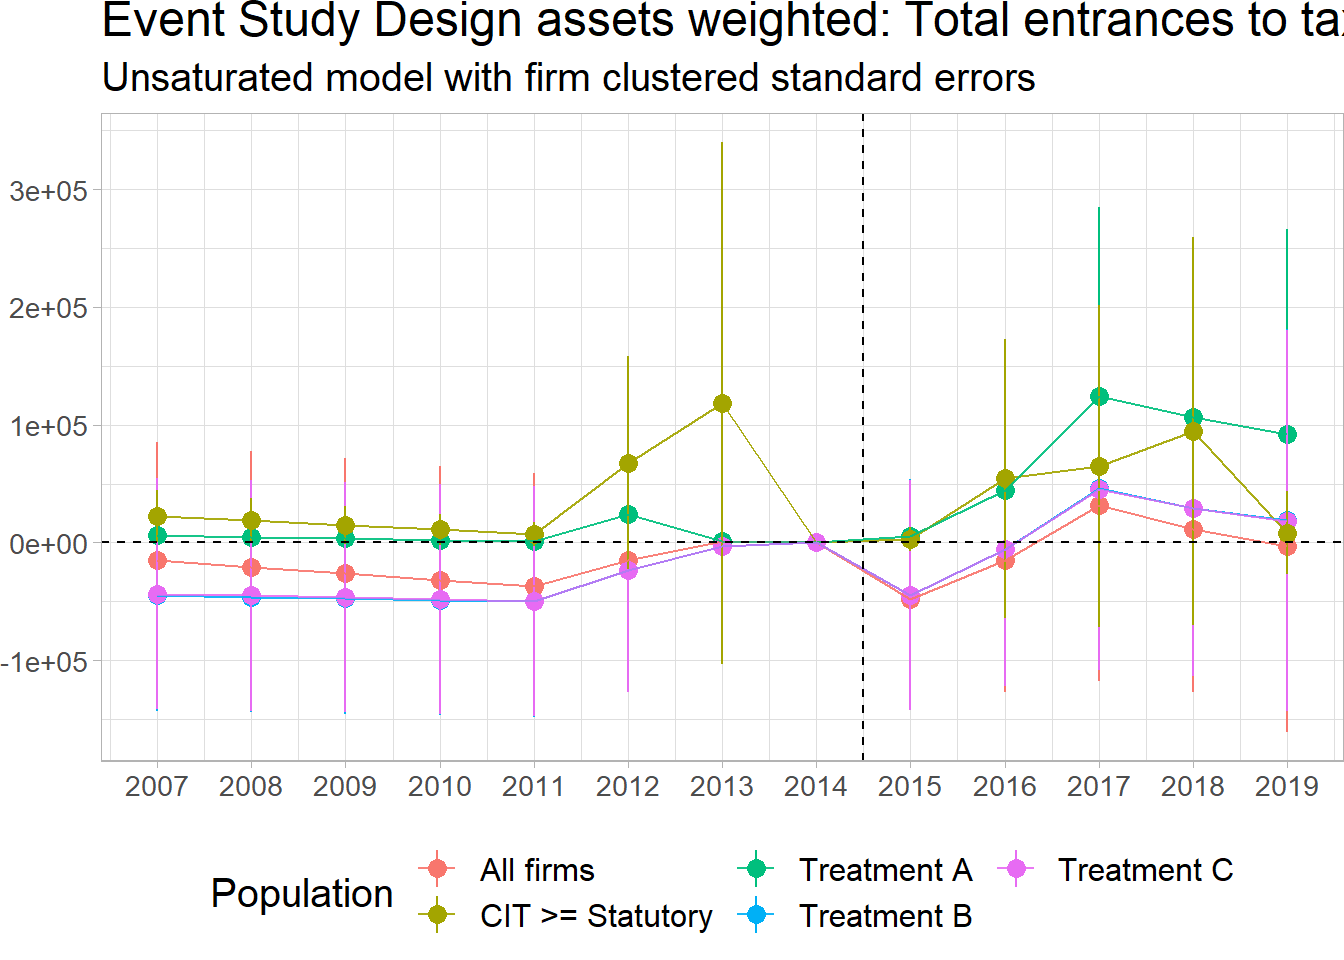 Event Study Design assets weighted: Total entrances to tax
Unsaturated model with firm clustered standard errors
3e+05
2e+05
1e+05
0e+00
-1e+05
2007 2008 2009 2010 2011 2012 2013 2014 2015 2016 2017 2018 2019
Population
All firms
CIT >= Statutory
Treatment A
Treatment B
Treatment C